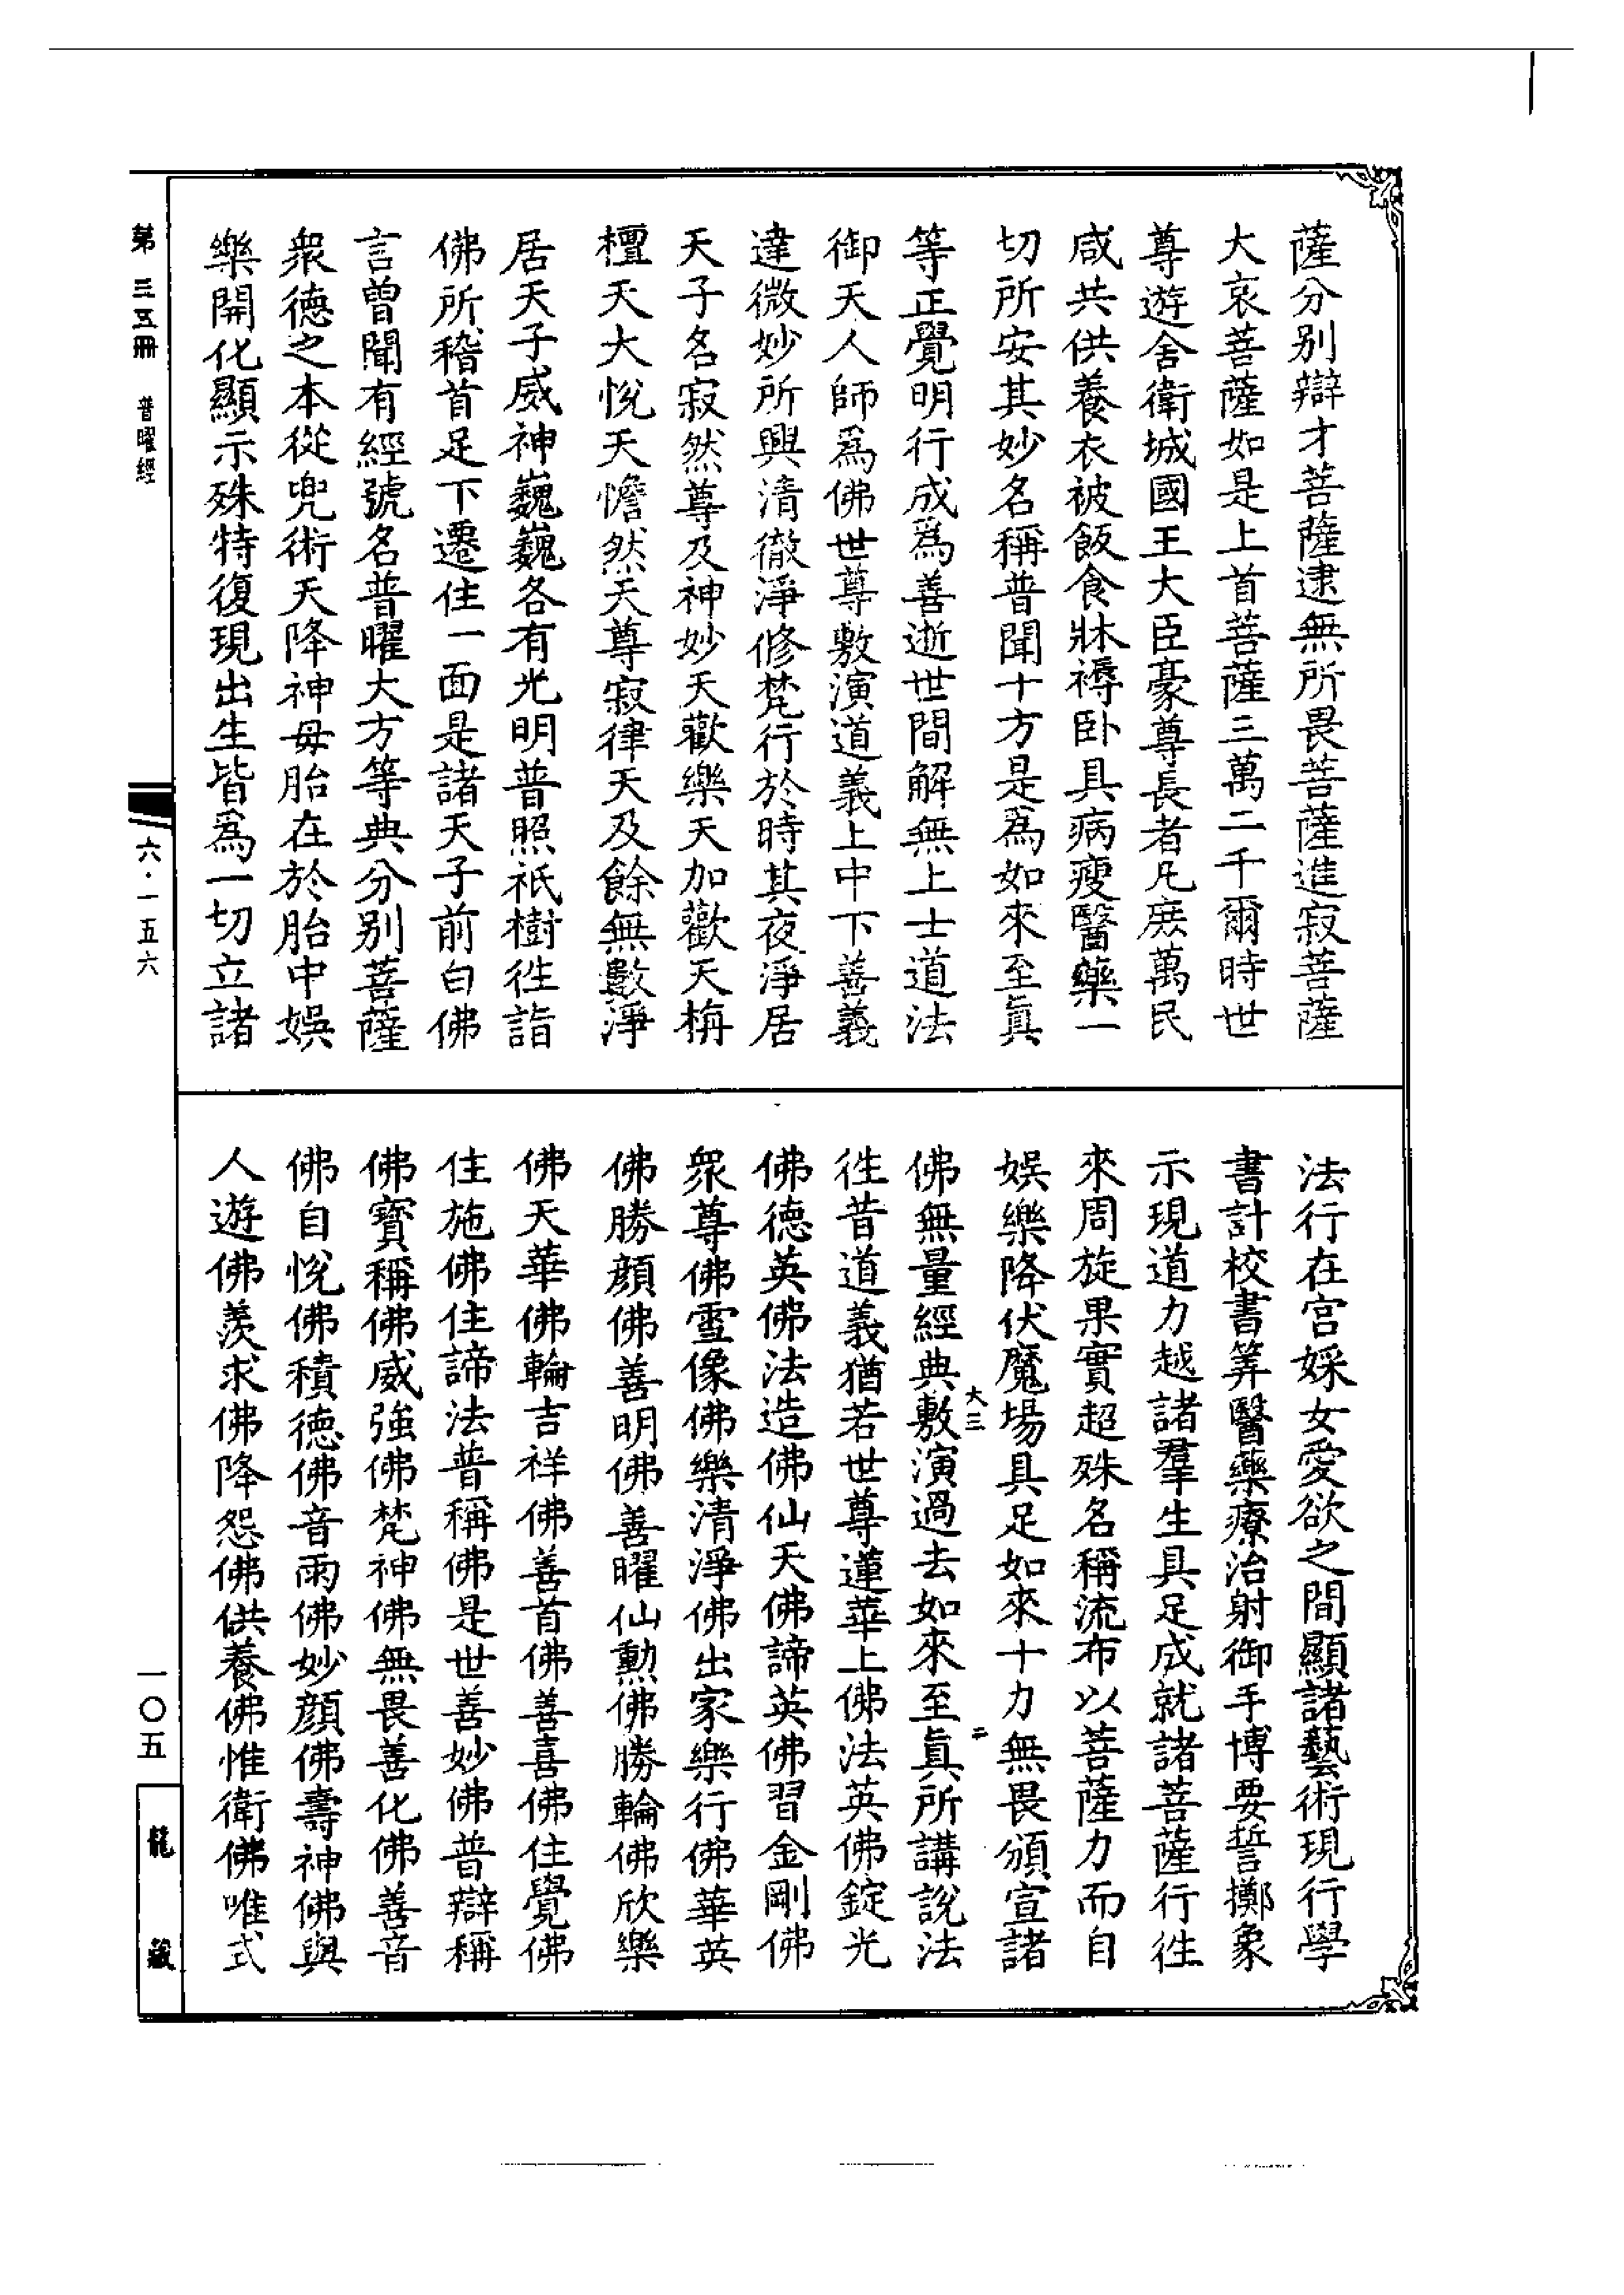 薩分別辯才菩薩逮無所畏菩薩進寂菩薩
大哀菩薩如是上首菩薩三萬二千爾時世
尊遊舍衛城國王大臣豪尊長者凡庶萬民
咸共供養衣被飯食牀褥臥具病瘦醫藥一
切所安其妙名稱普聞十方是為如來至真
等正覺明行成為善逝世間解無上士道法
御天人師為佛世尊敷演道義上中下善義
達微妙所興清徹淨修梵行於時其夜淨居
天子名寂然尊及神妙天歡樂天加歡天栴
檀天大悅天憺然天尊寂律天及餘無數淨
居天子威神巍巍各有光明普照祇樹徃詣
佛所稽首足下遷住一面是諸天子前白佛
言曽聞有經號名普曜大方等典分別菩薩
眾德之本從兜術天降神毋胎在於胎中娛
樂開化顯示殊特復現出生皆為一切立諸
法行在宮婇女愛欲之間顯諸藝術現行學
書計校書筭醫藥療治射御手博要誓擲象
示現道力越諸羣生具足成就諸菩薩行徃
來周旋果實超殊名稱流布以菩薩力而自
娛樂降伏魔場具足如來十力無畏頒宣諸
佛無量經典敷演過去如來至真所講說法
大三
二
徃昔道義猶若世尊蓮華上佛法英佛錠光
佛德英佛法造佛仙天佛諦英佛習金剛佛
眾尊佛雪像佛樂清淨佛出家樂行佛華英
佛勝顏佛善明佛善曜仙勲佛勝輪佛欣樂
佛天華佛輪吉祥佛善首佛善喜佛住覺佛
住施佛住諦法普稱佛是世善妙佛普辯稱
佛寶稱佛威強佛梵神佛無畏善化佛善音
佛自悅佛積德佛音雨佛妙顏佛壽神佛與
人遊佛羨求佛降怨佛供養佛惟衛佛唯式
第三五冊 普曜經
六·一五六
一〇五
龍藏